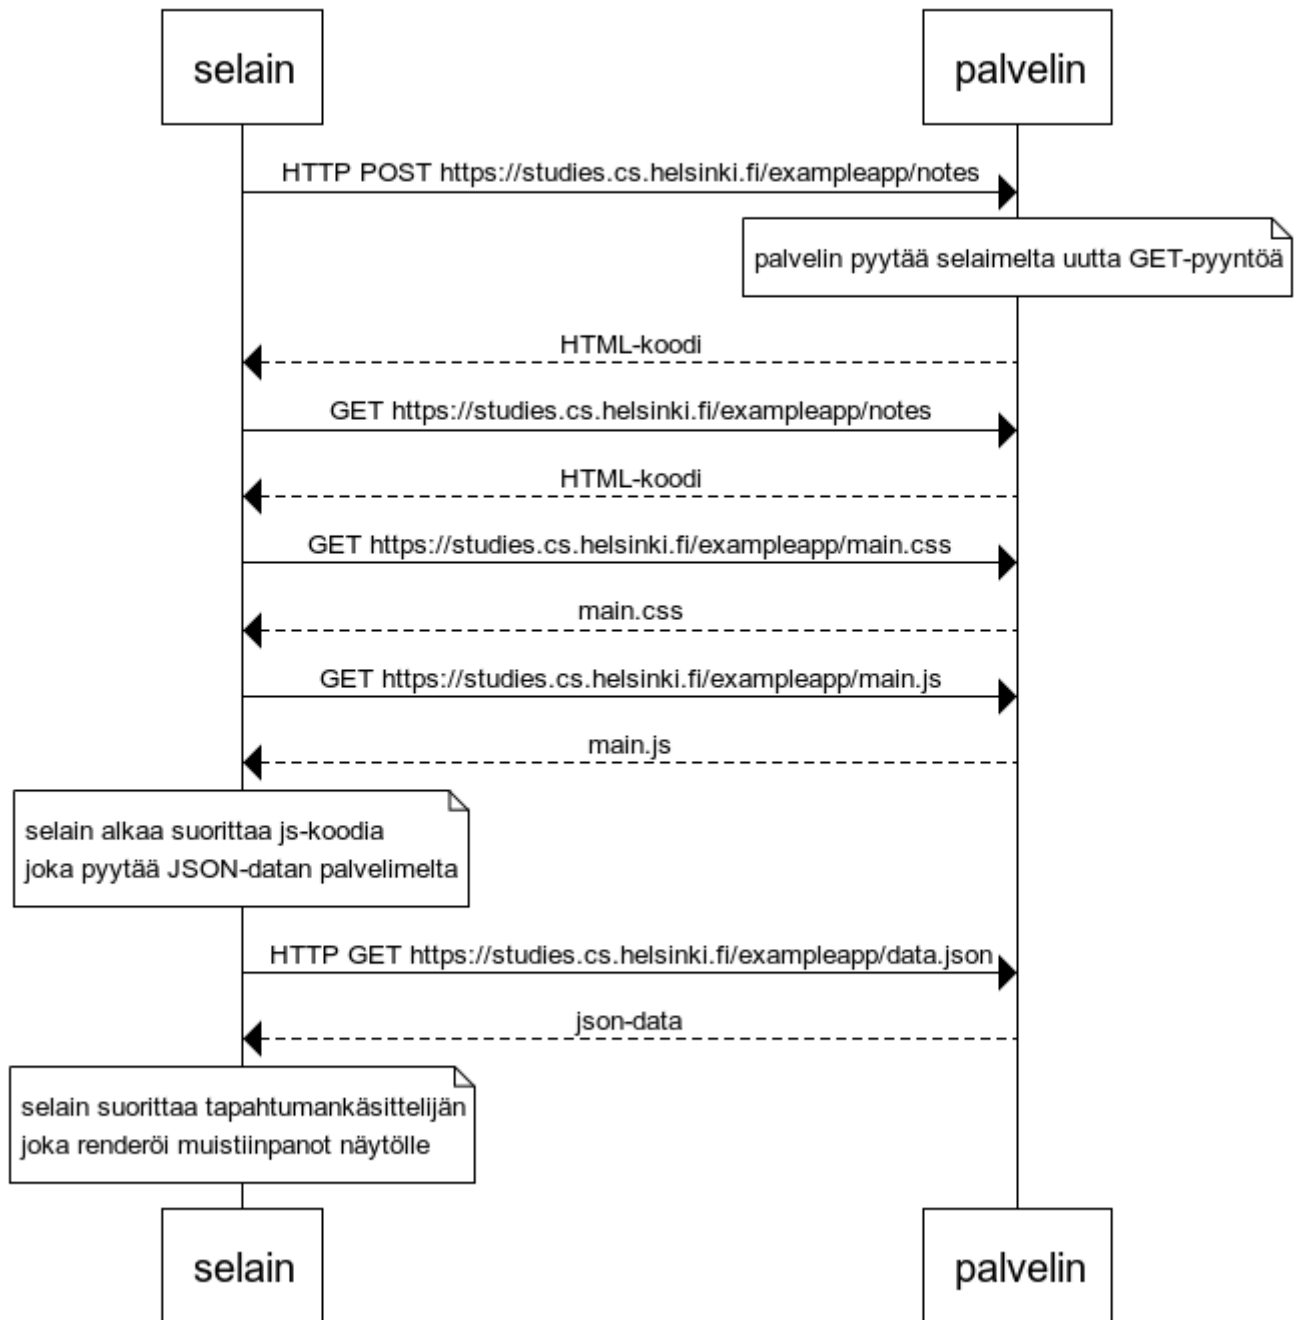 selain
palvelin
HTTP POST https://studies.cs.helsinki.fi/exampleapp/notes
palvelin pyytää selaimelta uutta GET-pyyntöä
HTML-koodi
GET https://studies.cs.helsinki.fi/exampleapp/notes
HTML-koodi
GET https://studies.cs.helsinki.fi/exampleapp/main.css
main.css
GET https://studies.cs.helsinki.fi/exampleapp/main.js
main.js
selain alkaa suorittaa js-koodia
joka pyytää JSON-datan palvelimelta
HTTP GET https://studies.cs.helsinki.fi/exampleapp/data.json
json-data
selain suorittaa tapahtumankäsittelijän
joka renderöi muistiinpanot näytölle
selain
palvelin